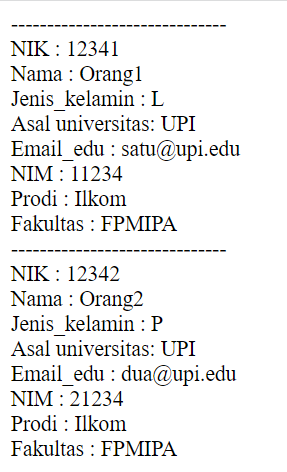 ------------------------------
NIK : 12341
Nama : Orang1
Jenis_kelamin : L
Asal universitas: UPI
Email_edu : satu@upi.edu
NIM : 11234
Prodi : Ilkom
Fakultas : FPMIPA
------------------------------
NIK : 12342
Nama : Orang2
Jenis_kelamin : P
Asal universitas: UPI
Email_edu : dua@upi.edu
NIM : 21234
Prodi : Ilkom
Fakultas : FPMIPA